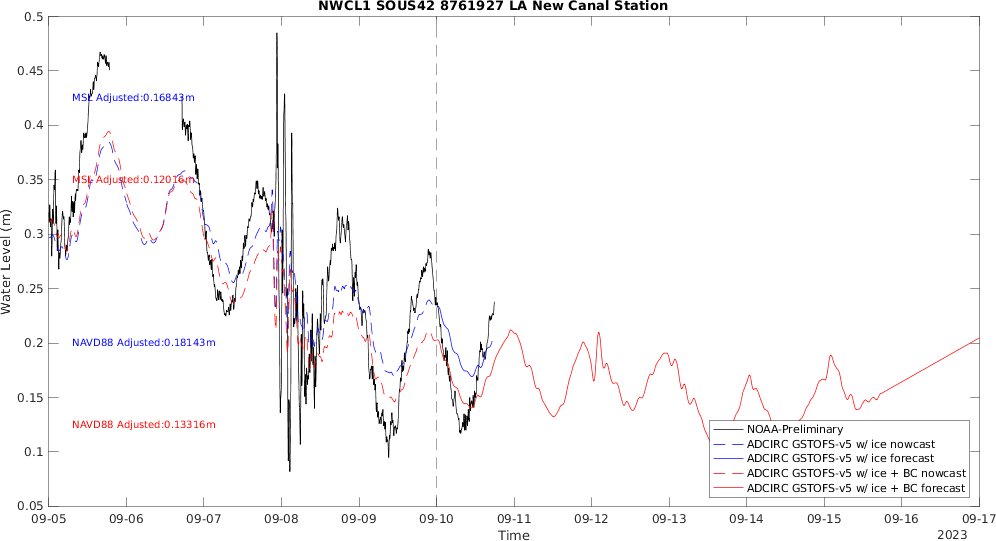 NWCL1 SOUS42 8761927 LA New Canal Station
Water Level (m)
0.5
0.45
0.4
0.35
0.3
0.25
0.2
0.15
0.1
0.05
MSL Adjusted:0.16843m
MSL Adjusted:0.12016m
NAVD88 Adjusted:0.18143m
NAVD88 Adjusted:0.13316m
NOAA-Preliminary
ADCIRC GSTOFS-v5 w/ ice nowcast
ADCIRC GSTOFS-v5 w/ ice forecast
ADCIRC GSTOFS-v5 w/ ice + BC nowcast
ADCIRC GSTOFS-v5 w/ ice + BC forecast
09-05 09-06 09-07 09-08 09-09 09-10 09-11 09-12 09-13 09-14 09-15 09-16 09-17
Time
2023